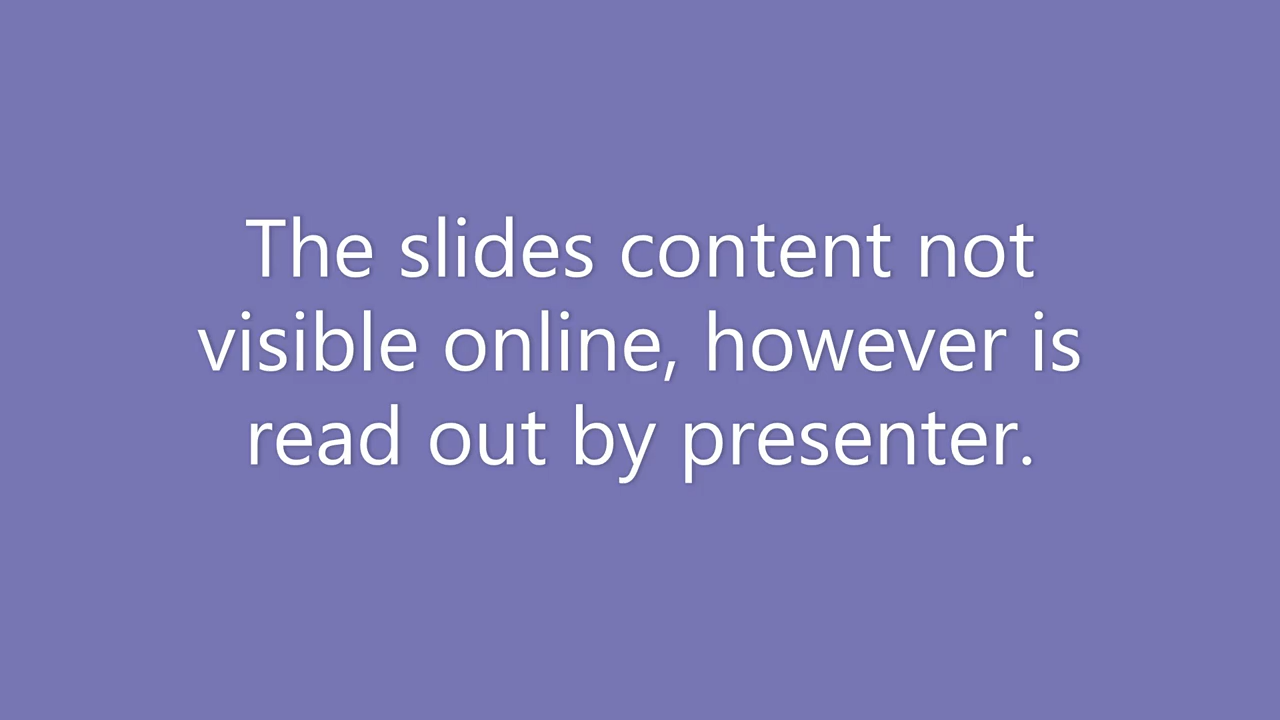 The slides content not
visible online, however is
read out by presenter.